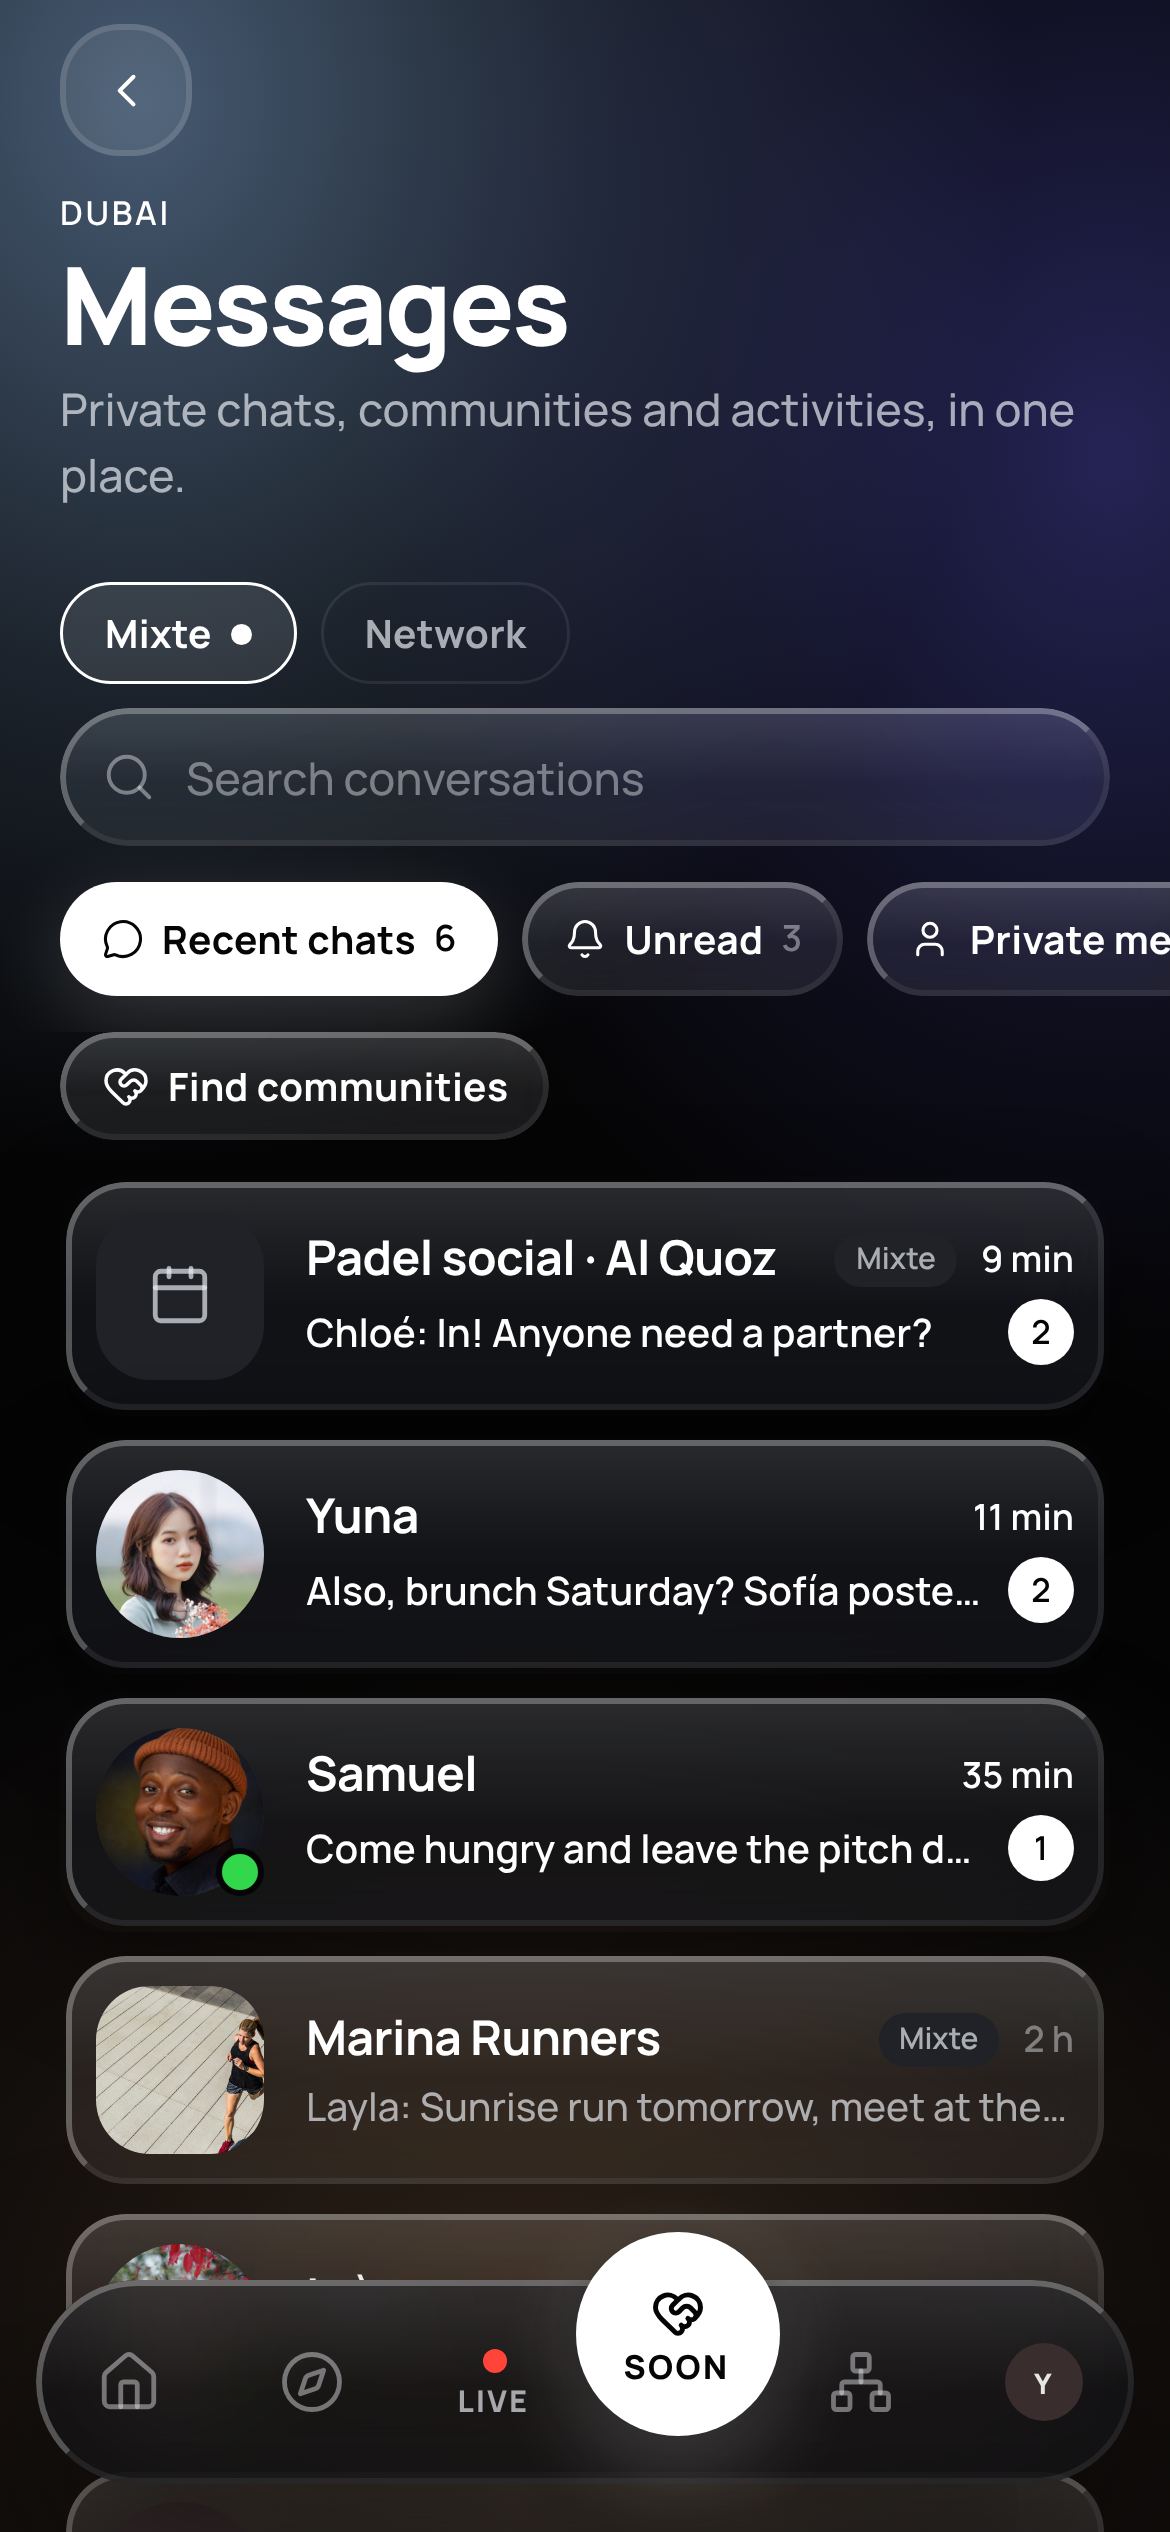 DUBAI
Messages
Private chats, communities and activities, in one
place.
Mixte
Network
Search conversations
Recent chats 6
Unread 3
Private me
Find communities
Padel social · Al Quoz
Mixte
9 min
Chloé: In! Anyone need a partner?
2
Yuna
11 min
Also, brunch Saturday? Sofía poste...
2
Samuel
35 min
Come hungry and leave the pitch d...
1
Marina Runners
Mixte
2 h
Layla: Sunrise run tomorrow, meet at the...
LIVE
SOON
Y